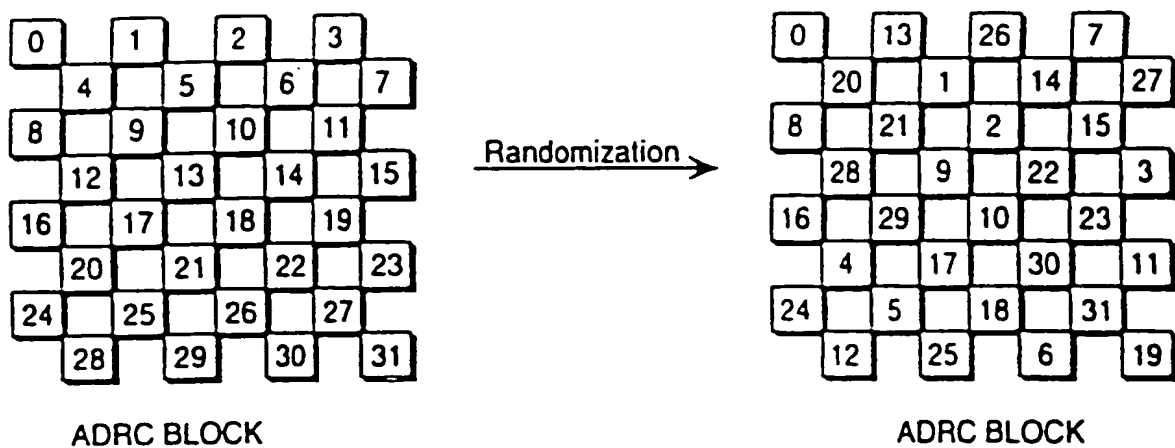 0 1 2 3
4 5 6 7
8 9 10 11
12 13 14 15
16 17 18 19
20 21 22 23
24 25 26 27
28 29 30 31
ADRC BLOCK
Randomization
0 13 26 7
20 1 14 27
8 21 2 15
28 9 22 3
16 29 10 23
4 17 30 11
24 5 18 31
12 25 6 19
ADRC BLOCK